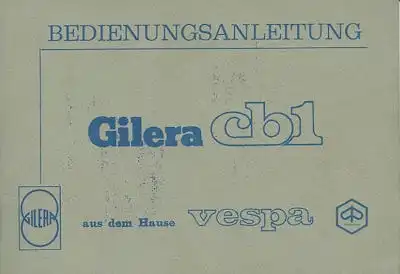 BEDIENUNGSANLEITUNG
Gilera cb1
GILERA
aus dem Hause vespa